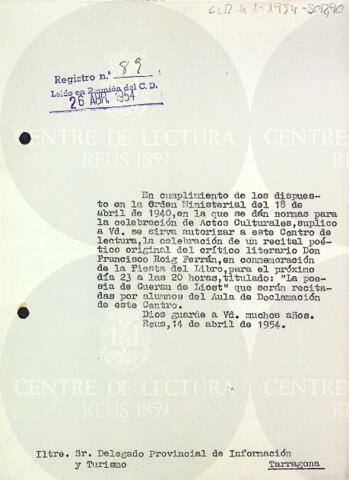 CLR-4 1-1954-
Registro n.º 89
Leido en Reunión del C.D.
26 ABR. 1954
CENTRE DE LECTURA
REUS 1859
En cumplimiento de los dispues-
to en la Orden Ministerial del 18 de
abril de 1940,en la que se dán normas para
la celebración de Actos Culturales,suplico
a Vd. se sirva autorizar a este Centro de
lectura,la celebración de un recital poé-
tico original del crítico literario Don
Francisco Roig Ferrán,en conmemoración
de la Fiesta del Libro,para el próximo
día 23 a las 20 horas,titulado: "La poe-
sia de Guerau de Liost" que serán recita-
das por alumnos del Aula de Declamación
de este Centro.
Dios guarde a Vd. muchos años.
Reus,14 de abril de 1954.
CENTRE DE LECTURA
REUS 1859
Iltre. Sr. Delegado Provincial de Información
y Turismo Tarragona